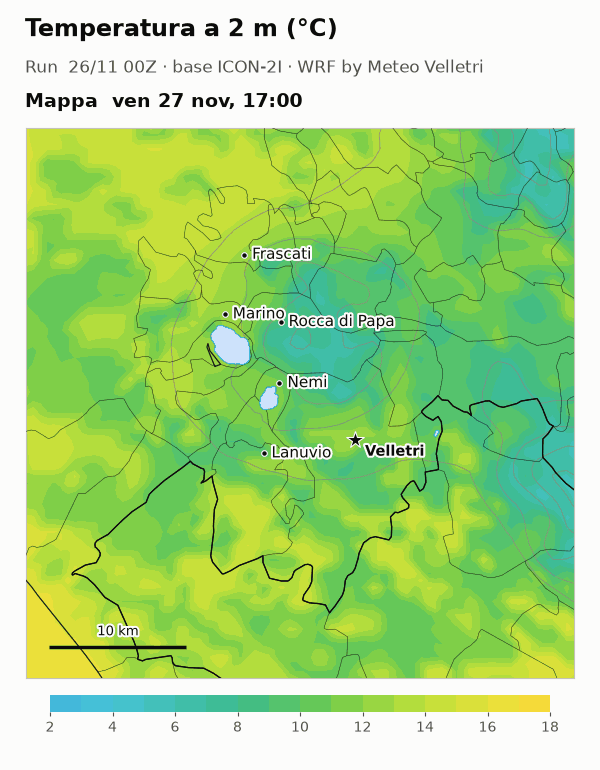 Temperatura a 2 m (°C)
Run  26/11 00Z · base ICON-2I · WRF by Meteo Velletri
Mappa  ven 27 nov, 17:00
Frascati
Marino
Rocca di Papa
Nemi
Velletri
Lanuvio
10 km
2 4 6 8 10 12 14 16 18